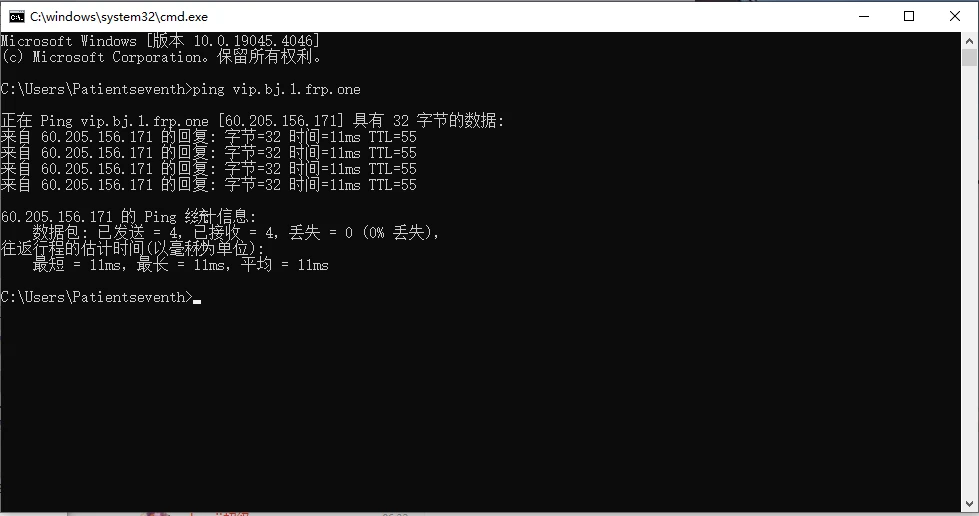 C:\windows\system32\cmd.exe
Microsoft Windows [版本 10.0.19045.4046]
(c) Microsoft Corporation。保留所有权利。
C:\Users\Patientseventh>ping vip.bj.1.frp.one
正在 Ping vip.bj.1.frp.one [60.205.156.171] 具有 32 字节的数据:
来自 60.205.156.171 的回复: 字节=32 时间=11ms TTL=55
来自 60.205.156.171 的回复: 字节=32 时间=11ms TTL=55
来自 60.205.156.171 的回复: 字节=32 时间=11ms TTL=55
来自 60.205.156.171 的回复: 字节=32 时间=11ms TTL=55
60.205.156.171 的 Ping 统计信息:
数据包: 已发送 = 4，已接收 = 4，丢失 = 0 (0% 丢失)，
往返行程的估计时间(以毫秒为单位):
最短 = 11ms，最长 = 11ms，平均 = 11ms
C:\Users\Patientseventh>